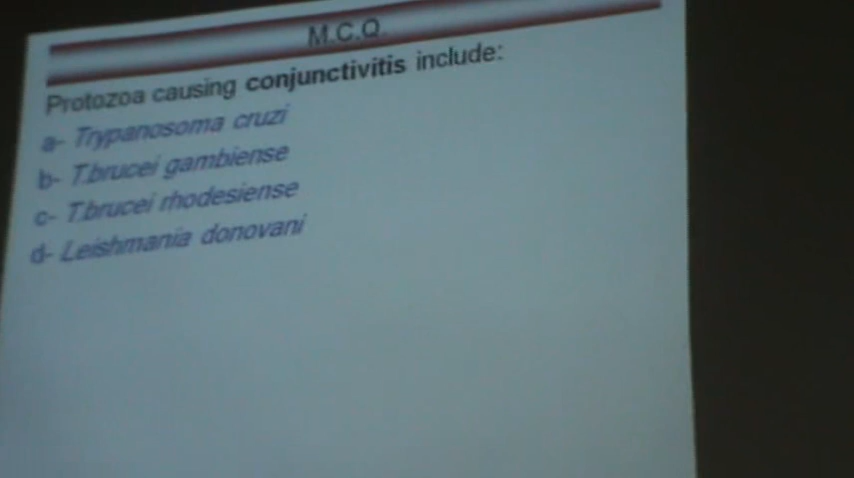 M.C.Q.
Protozoa causing conjunctivitis include:
a- Trypanosoma cruzi
b- T.brucei gambiense
c- T.brucei rhodesiense
d- Leishmania donovani